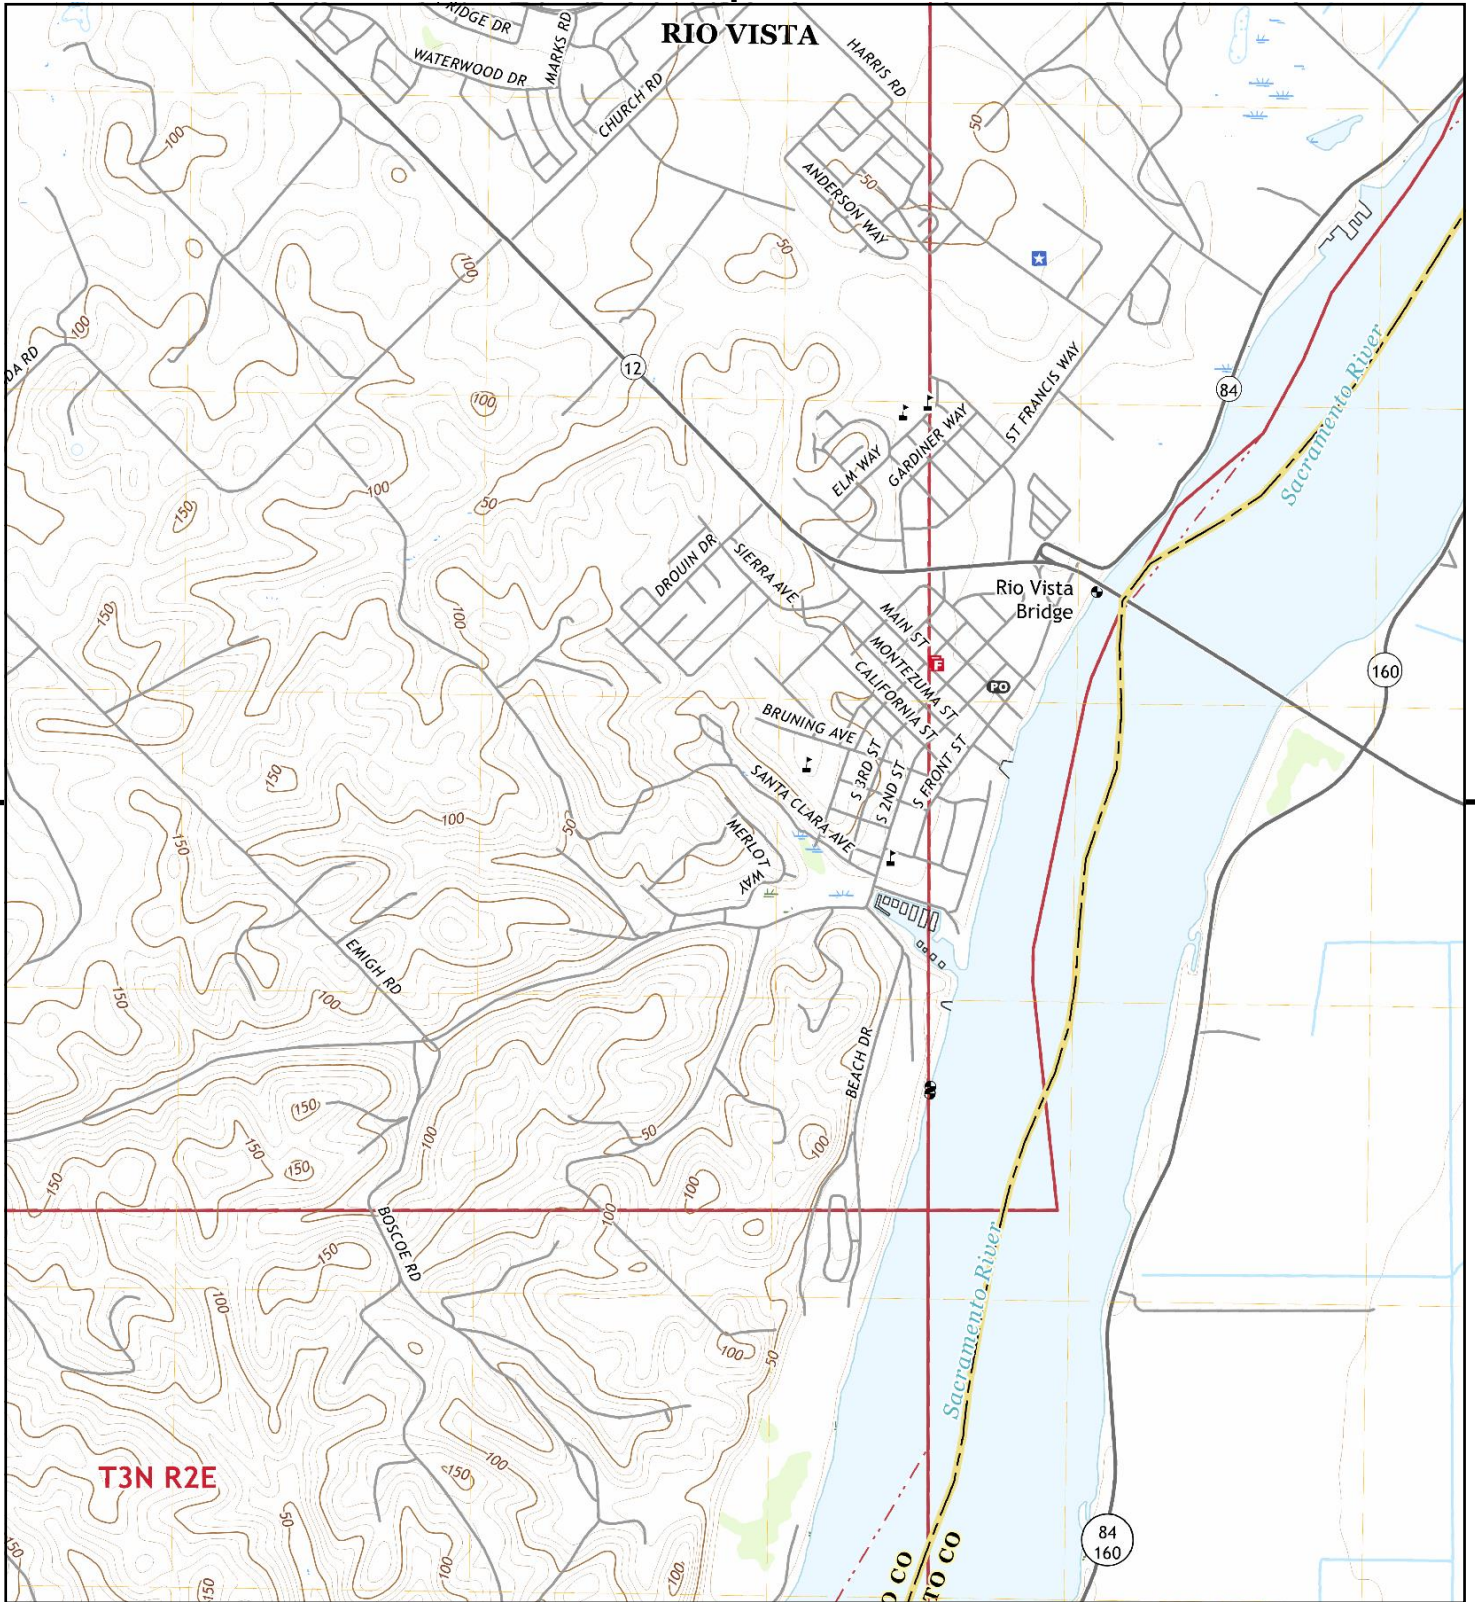 RIDGE DR
RIO VISTA
MARKS RD
HARRIS RD
WATERWOOD DR
CHURCH RD
100
50
50
ANDERSON WAY
50
100
100
DA RD
12
Sacramento River
84
ST FRANCIS WAY
100
GARDINER WAY
ELM WAY
100
50
150
DROUIN DR
SIERRA AVE
Rio Vista
Bridge
150
100
MAIN ST
MONTEZUMA ST
CALIFORNIA ST
F
PO
160
BRUNING AVE
150
S 3RD ST
S 2ND ST
S FRONT ST
SANTA CLARA AVE
100
50
150
MERLOT
WAY
EMIGH RD
150
100
BEACH DR
150
100
50
100
150
150
150
100
100
BOSCOE RD
150
Sacramento River
100
100
50
T3N R2E
100
150
50
84
160
150
150
100
100
O CO
TO CO